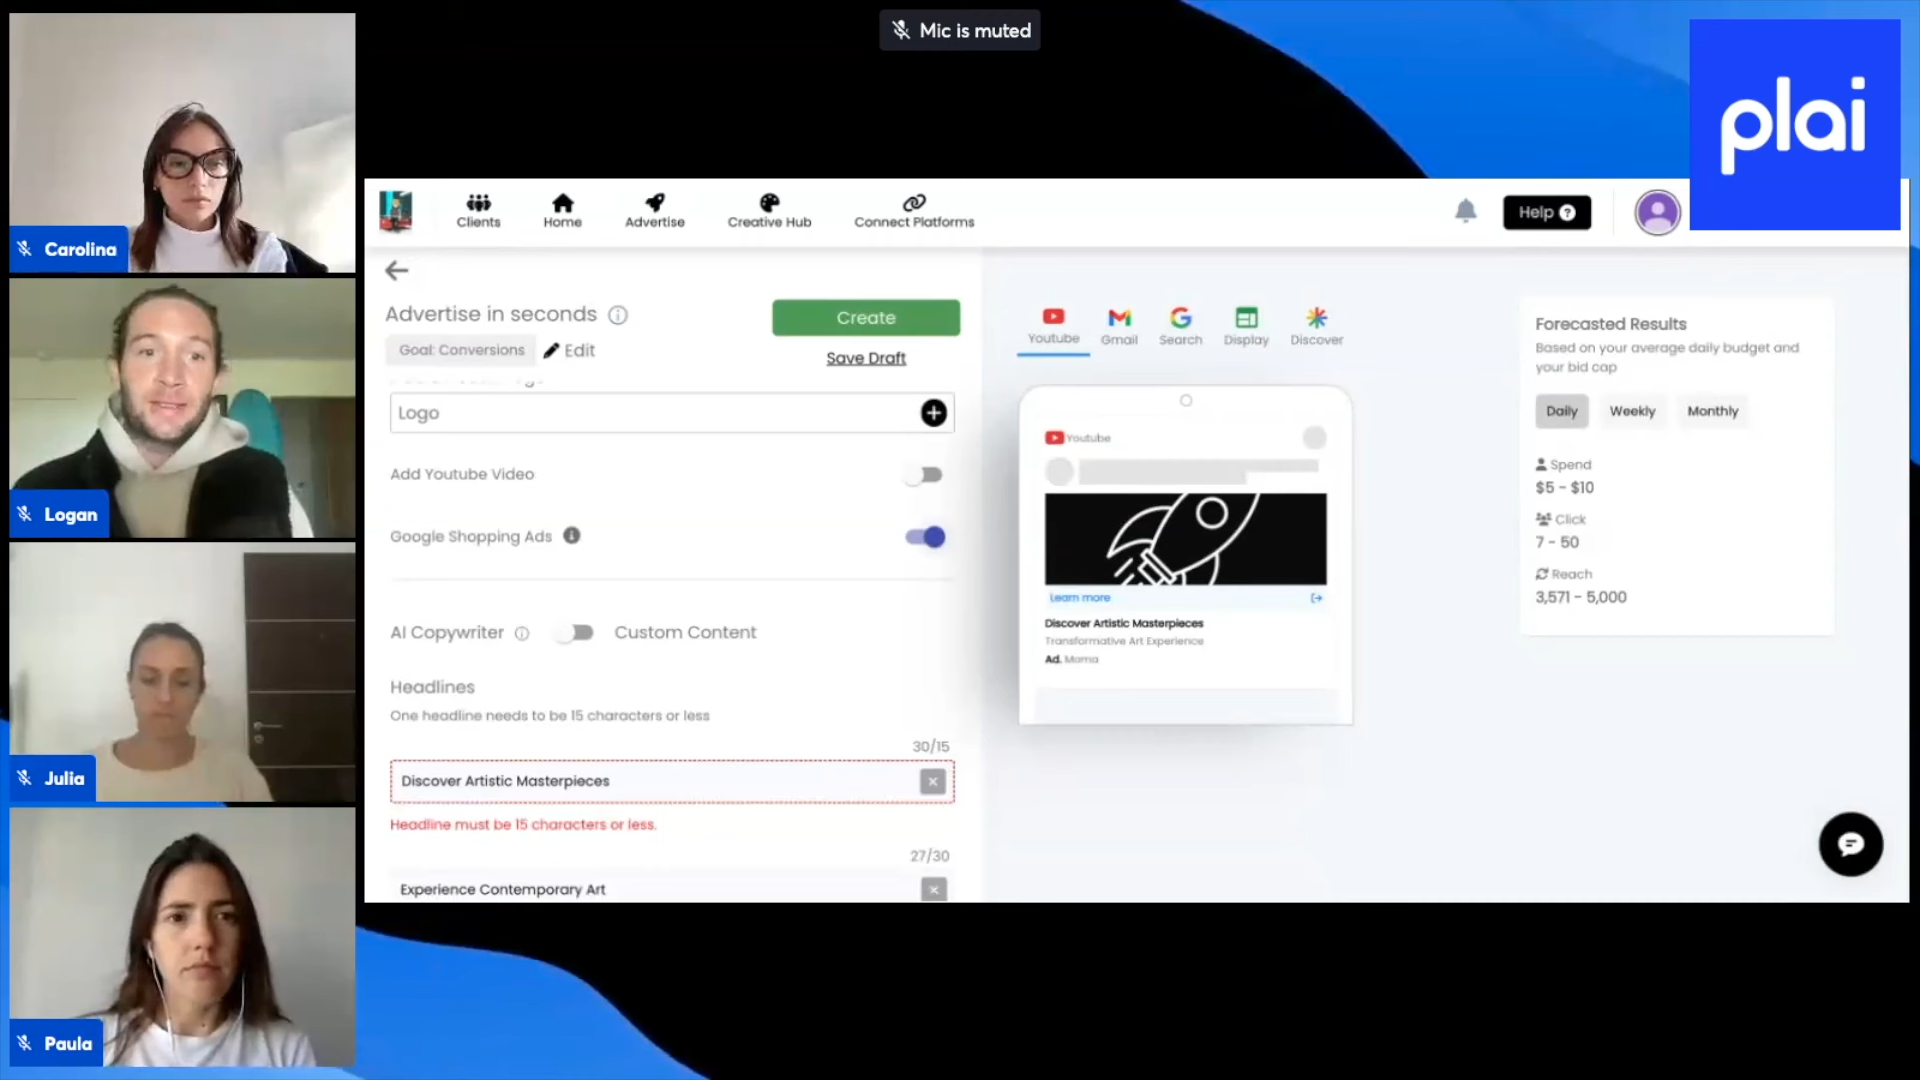 Mic is muted
plai
Carolina
Logan
Julia
Paula
Clients
Home
Advertise
Creative Hub
Connect Platforms
Help ?
Advertise in seconds
Create
Goal: Conversions
Edit
Save Draft
Logo
Add Youtube Video
Google Shopping Ads
AI Copywriter
Custom Content
Headlines
One headline needs to be 15 characters or less
30/15
Discover Artistic Masterpieces
Headline must be 15 characters or less.
27/30
Experience Contemporary Art
Youtube
Gmail
Search
Display
Discover
Youtube
Learn more
Discover Artistic Masterpieces
Transformative Art Experience
Ad. Moma
Forecasted Results
Based on your average daily budget and
your bid cap
Daily
Weekly
Monthly
Spend
$5 - $10
Click
7 - 50
Reach
3,571 - 5,000